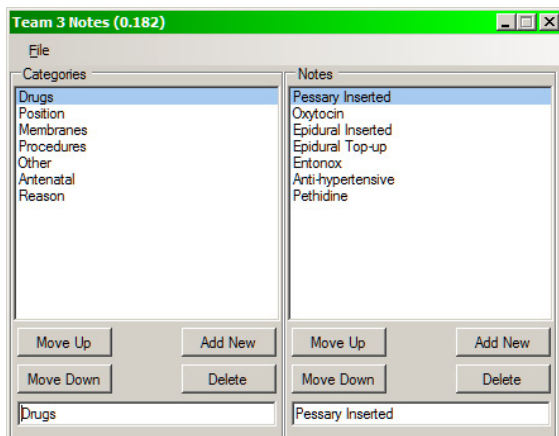 Team 3 Notes (0.182)
File
Categories
Drugs
Position
Membranes
Procedures
Other
Antenatal
Reason
Move Up
Add New
Move Down
Delete
Drugs
Notes
Pessary Inserted
Oxytocin
Epidural Inserted
Epidural Top-up
Entonox
Anti-hypertensive
Pethidine
Move Up
Add New
Move Down
Delete
Pessary Inserted